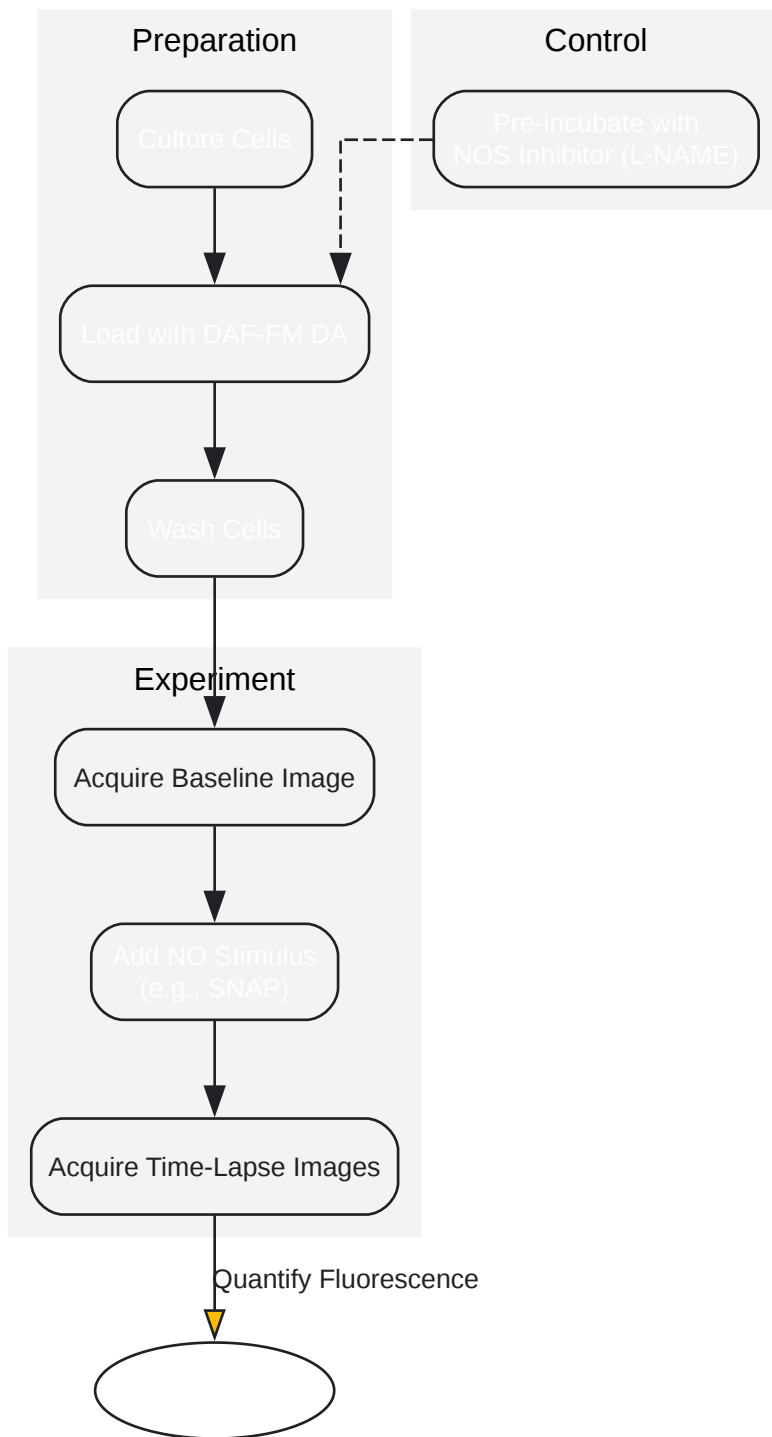 Preparation
Control
Culture Cells
Pre-incubate with
NOS Inhibitor (L-NAME)
Load with DAF-FM DA
Wash Cells
Experiment
Acquire Baseline Image
Add NO Stimulus
(e.g., SNAP)
Acquire Time-Lapse Images
Quantify Fluorescence